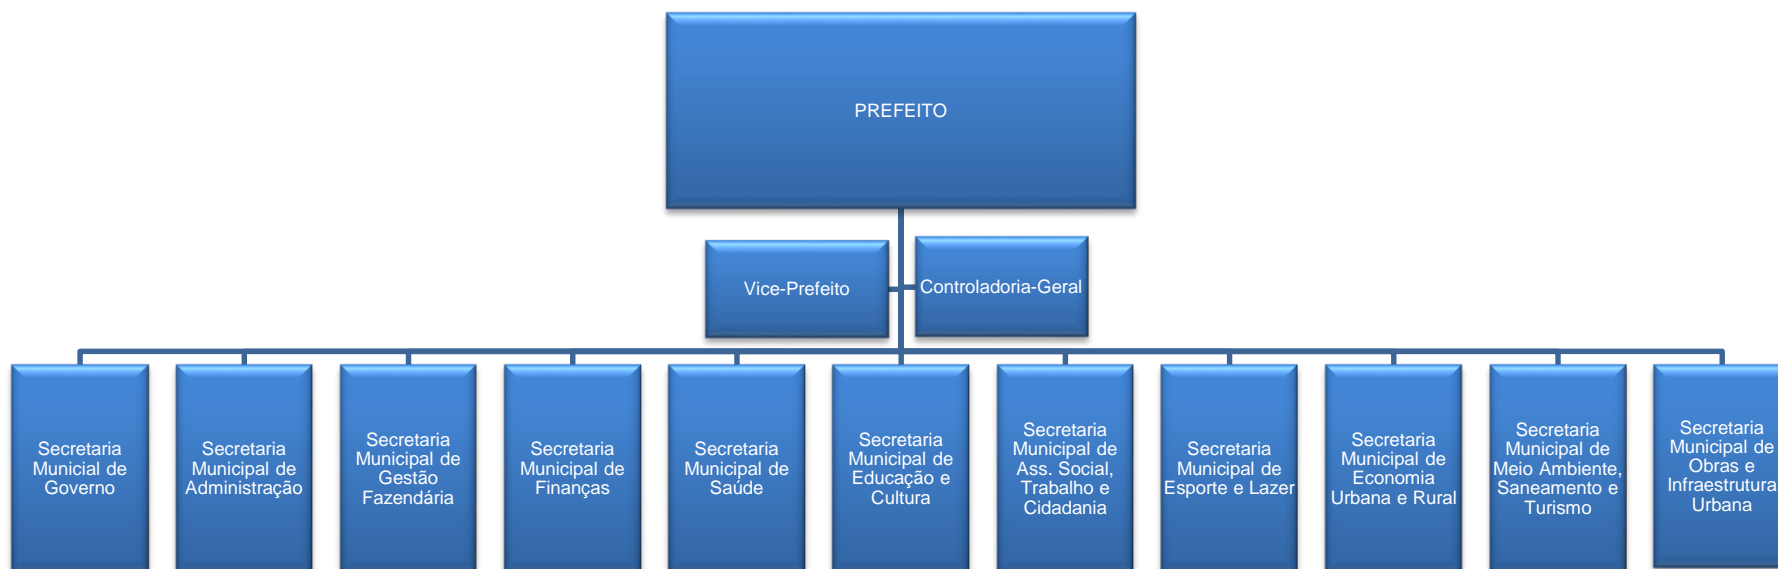 PREFEITO
Vice-Prefeito
Controladoria-Geral
Secretaria
Municial de
Governo
Secretaria
Municipal de
Administração
Secretaria
Municipal de
Gestão
Fazendária
Secretaria
Municipal de
Finanças
Secretaria
Municipal de
Saúde
Secretaria
Municipal de
Educação e
Cultura
Secretaria
Municipal de
Ass. Social,
Trabalho e
Cidadania
Secretaria
Municipal de
Esporte e Lazer
Secretaria
Municipal de
Economia
Urbana e Rural
Secretaria
Municipal de
Meio Ambiente,
Saneamento e
Turismo
Secretaria
Municipal de
Obras e
Infraestrutura
Urbana